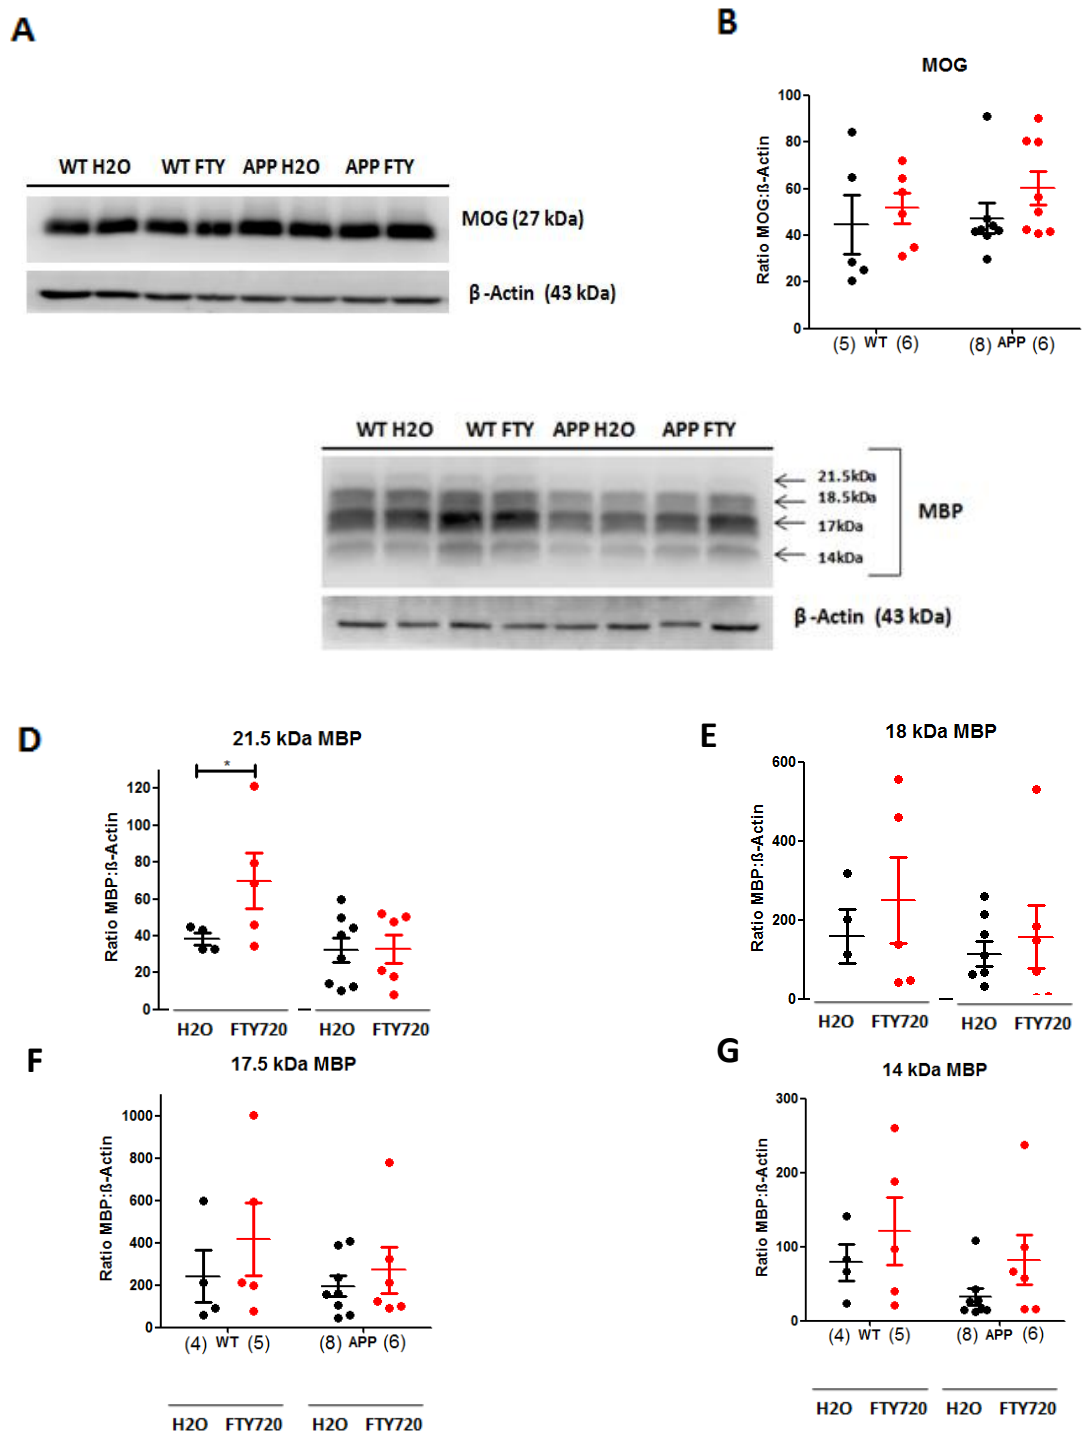 A
WT H2O WT FTY APP H2O APP FTY
MOG (27 kDa)
β-Actin (43 kDa)
B
MOG
Ratio MOG:ß-Actin
100
80
60
40
20
0
(5) WT (6) (8) APP (6)
WT H2O WT FTY APP H2O APP FTY
21.5kDa
18.5kDa
17kDa
14kDa
MBP
β-Actin (43 kDa)
D
21.5 kDa MBP
*
Ratio MBP:ß-Actin
120
100
80
60
40
20
0
H2O FTY720 H2O FTY720
E
18 kDa MBP
Ratio MBP:ß-Actin
600
400
200
0
H2O FTY720 H2O FTY720
F
17.5 kDa MBP
Ratio MBP:ß-Actin
1000
800
600
400
200
0
(4) WT (5) (8) APP (6)
H2O FTY720 H2O FTY720
G
14 kDa MBP
Ratio MBP:ß-Actin
300
200
100
0
(4) WT (5) (8) APP (6)
H2O FTY720 H2O FTY720